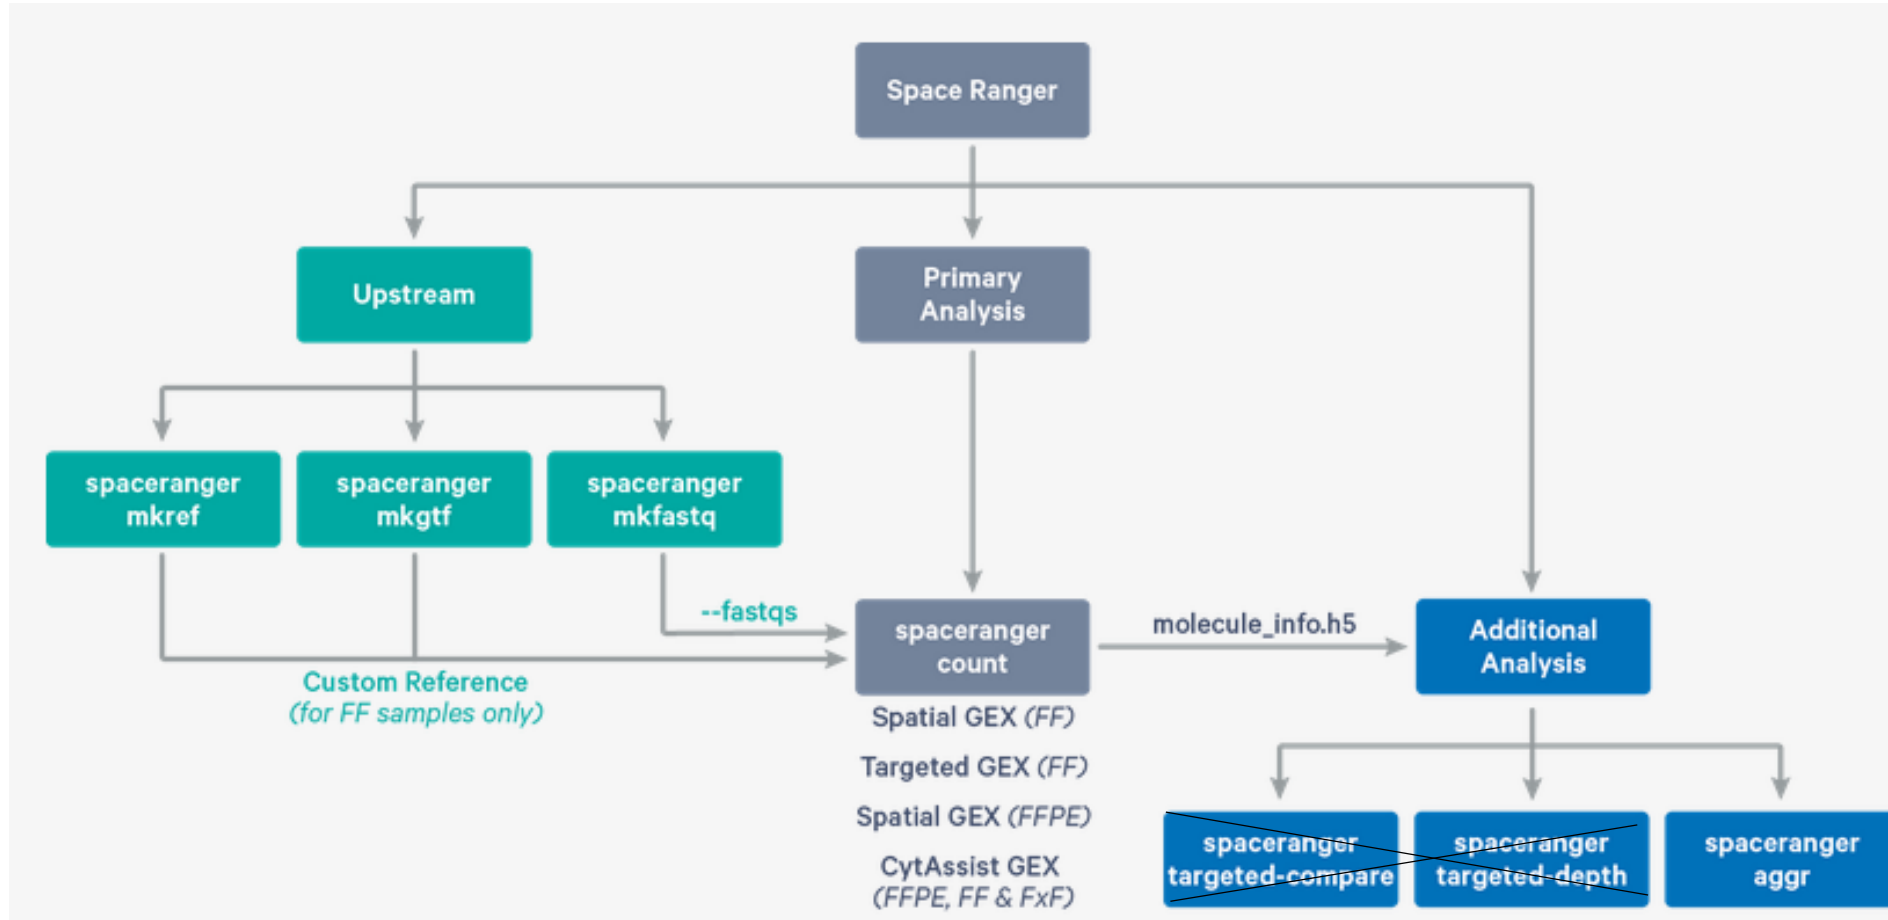 Space Ranger
Upstream
Primary
Analysis
spaceranger
mkref
spaceranger
mkgtf
spaceranger
mkfastq
--fastqs
Custom Reference
(for FF samples only)
spaceranger
count
molecule_info.h5
Additional
Analysis
Spatial GEX (FF)
Targeted GEX (FF)
Spatial GEX (FFPE)
CytAssist GEX
(FFPE, FF & FxF)
spaceranger
targeted-compare
spaceranger
targeted-depth
spaceranger
aggr